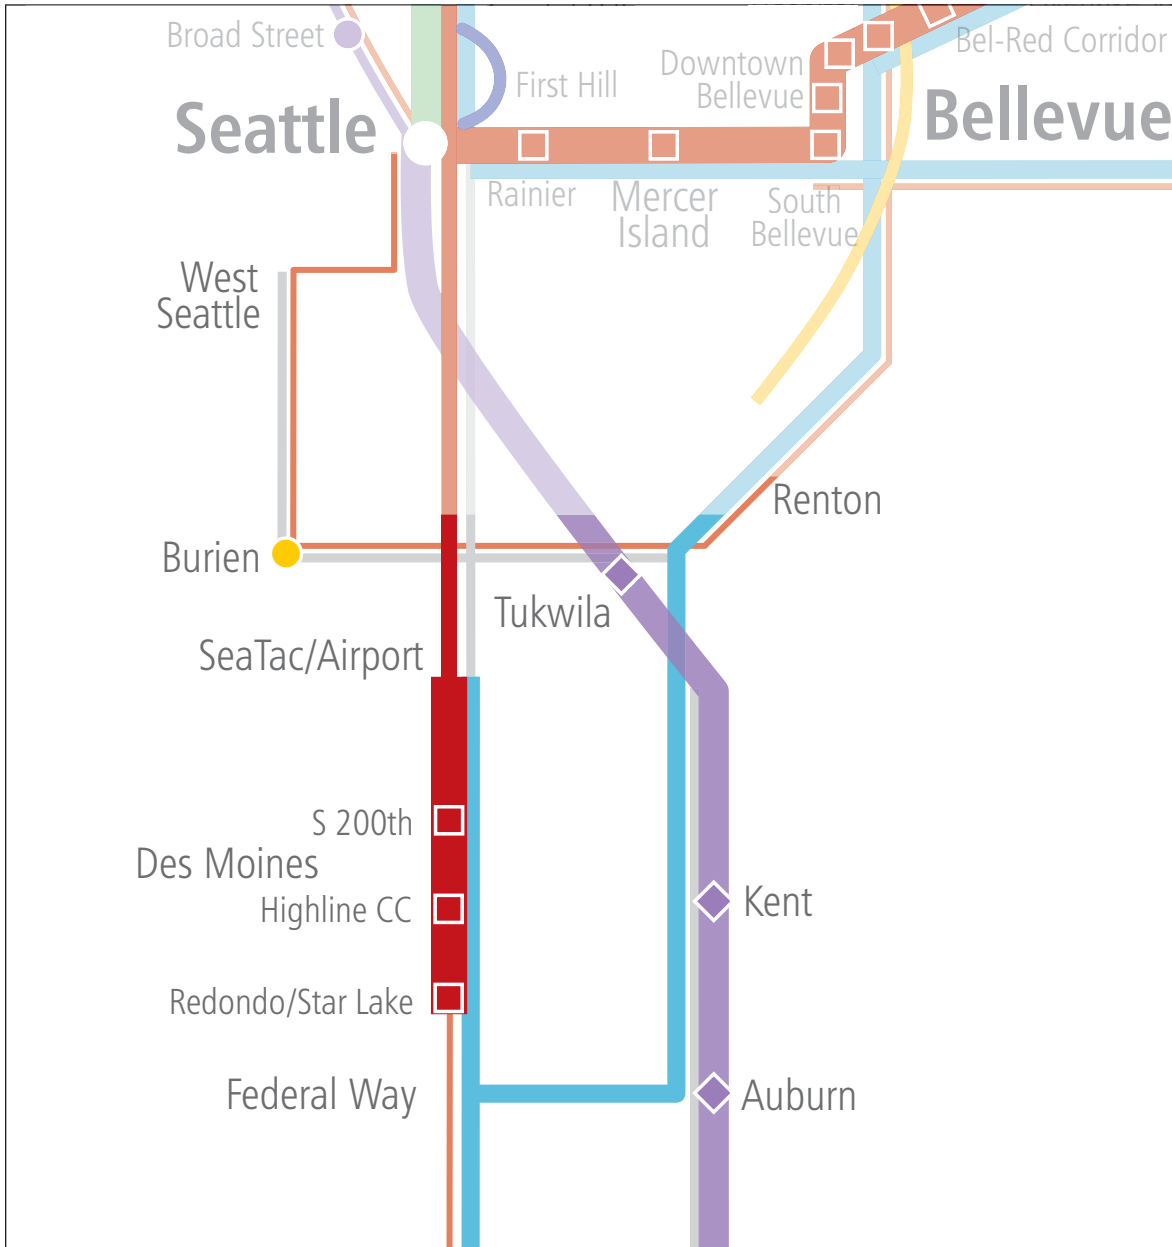 Broad Street
Seattle
First Hill
Downtown
Bellevue
Bel-Red Corridor
Bellevue
Rainier
Mercer
Island
South
Bellevue
West
Seattle
Renton
Burien
Tukwila
SeaTac/Airport
S 200th
Des Moines
Highline CC
Kent
Redondo/Star Lake
Federal Way
Auburn